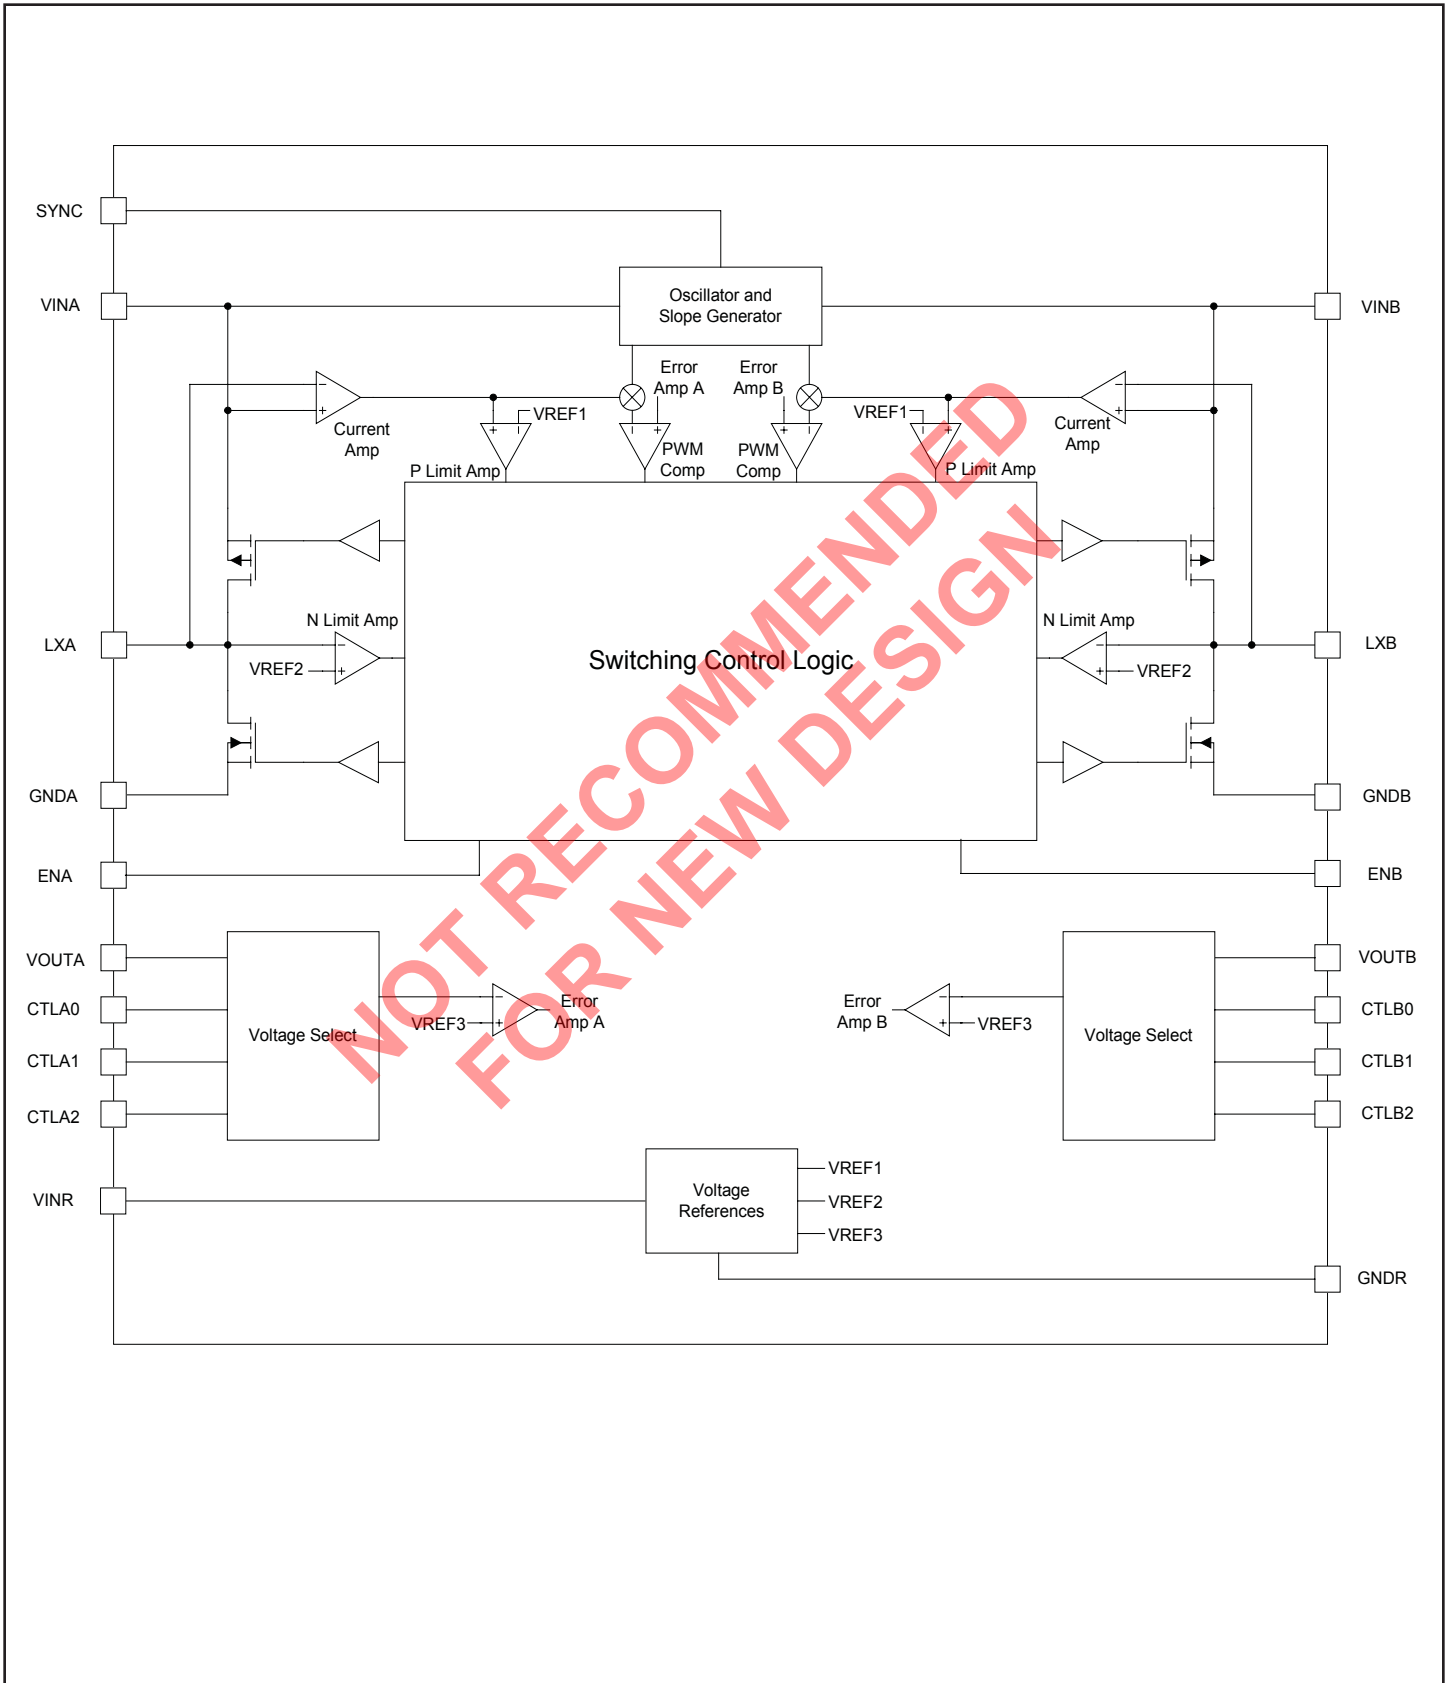 SYNC
VINA
Oscillator and
Slope Generator
VINB
Error
Amp A
Error
Amp B
−
+
Current
Amp
+
−
VREF1
−
+
PWM
Comp
+
−
PWM
Comp
VREF1
−
+
−
+
Current
Amp
P Limit Amp
P Limit Amp
LXA
N Limit Amp
−
+
VREF2
Switching Control Logic
N Limit Amp
−
+
VREF2
LXB
GNDA
GNDB
ENA
ENB
VOUTA
CTLA0
CTLA1
CTLA2
Voltage Select
−
+
VREF3
Error
Amp A
Error
Amp B
−
+
VREF3
Voltage Select
VOUTB
CTLB0
CTLB1
CTLB2
VINR
Voltage
References
VREF1
VREF2
VREF3
GNDR
NOT RECOMMENDED
FOR NEW DESIGN